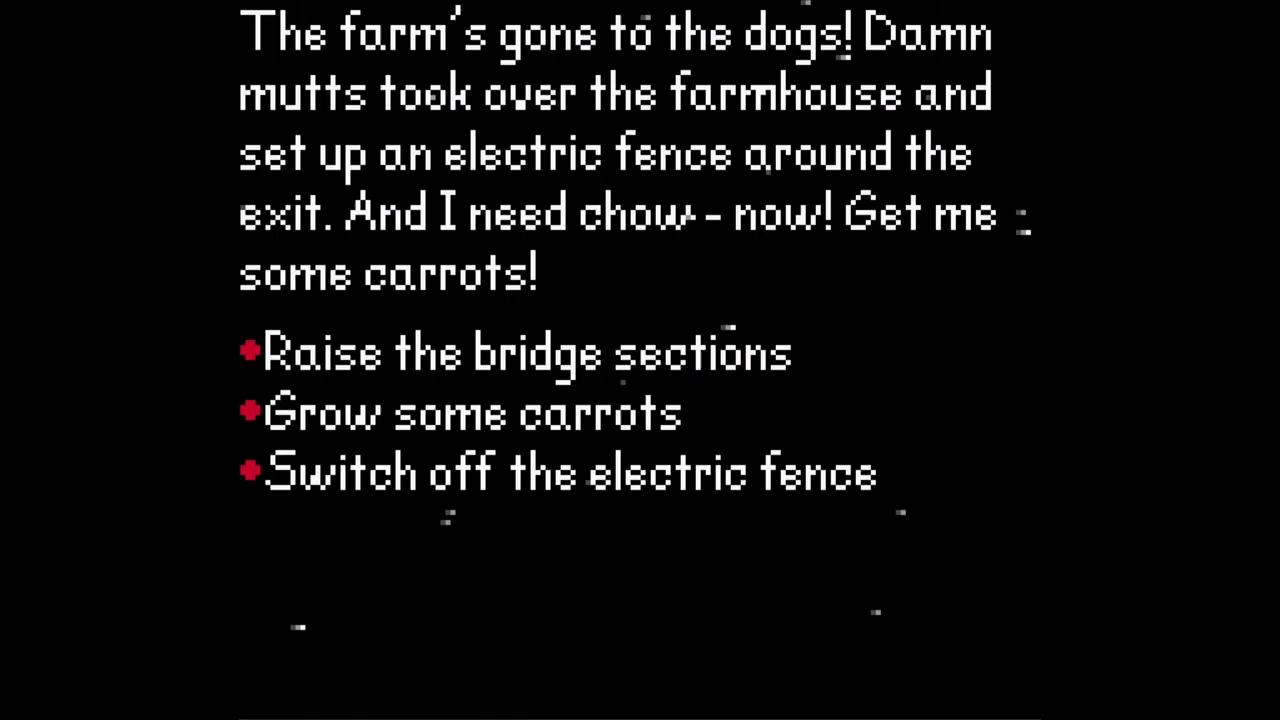 The farm's gone to the dogs! Damn
mutts took over the farmhouse and
set up an electric fence around the
exit. And I need chow - now! Get me
some carrots!
Raise the bridge sections
Grow some carrots
Switch off the electric fence